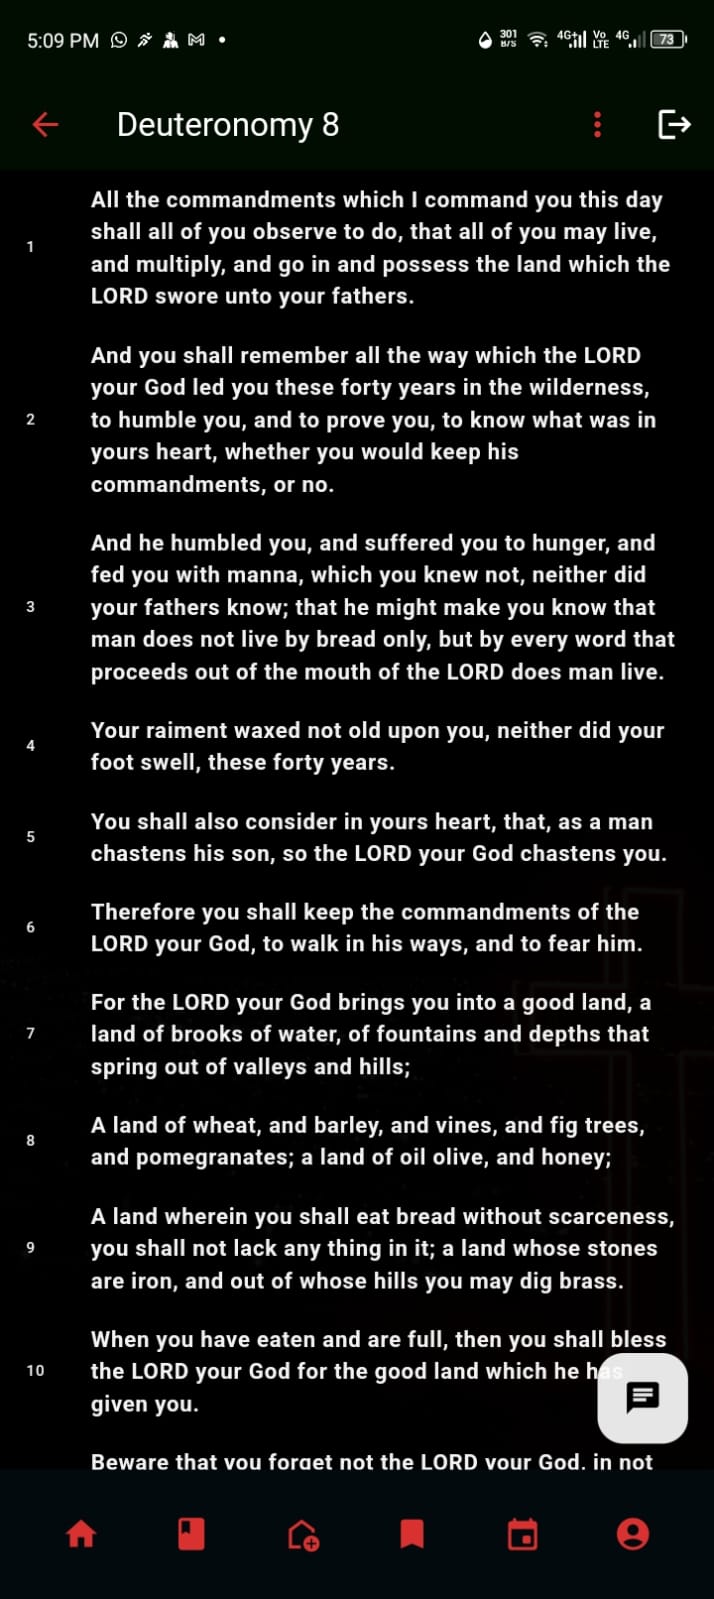 5:09 PM 301 B/S 4G+ Vo LTE 4G 73
Deuteronomy 8
All the commandments which I command you this day
shall all of you observe to do, that all of you may live,
1
and multiply, and go in and possess the land which the
LORD swore unto your fathers.
And you shall remember all the way which the LORD
your God led you these forty years in the wilderness,
2 to humble you, and to prove you, to know what was in
yours heart, whether you would keep his
commandments, or no.
And he humbled you, and suffered you to hunger, and
fed you with manna, which you knew not, neither did
3 your fathers know; that he might make you know that
man does not live by bread only, but by every word that
proceeds out of the mouth of the LORD does man live.
Your raiment waxed not old upon you, neither did your
4
foot swell, these forty years.
You shall also consider in yours heart, that, as a man
5
chastens his son, so the LORD your God chastens you.
Therefore you shall keep the commandments of the
6
LORD your God, to walk in his ways, and to fear him.
For the LORD your God brings you into a good land, a
7 land of brooks of water, of fountains and depths that
spring out of valleys and hills;
A land of wheat, and barley, and vines, and fig trees,
8
and pomegranates; a land of oil olive, and honey;
A land wherein you shall eat bread without scarceness,
9 you shall not lack any thing in it; a land whose stones
are iron, and out of whose hills you may dig brass.
When you have eaten and are full, then you shall bless
10 the LORD your God for the good land which he has
given you.
Beware that you forget not the LORD your God, in not